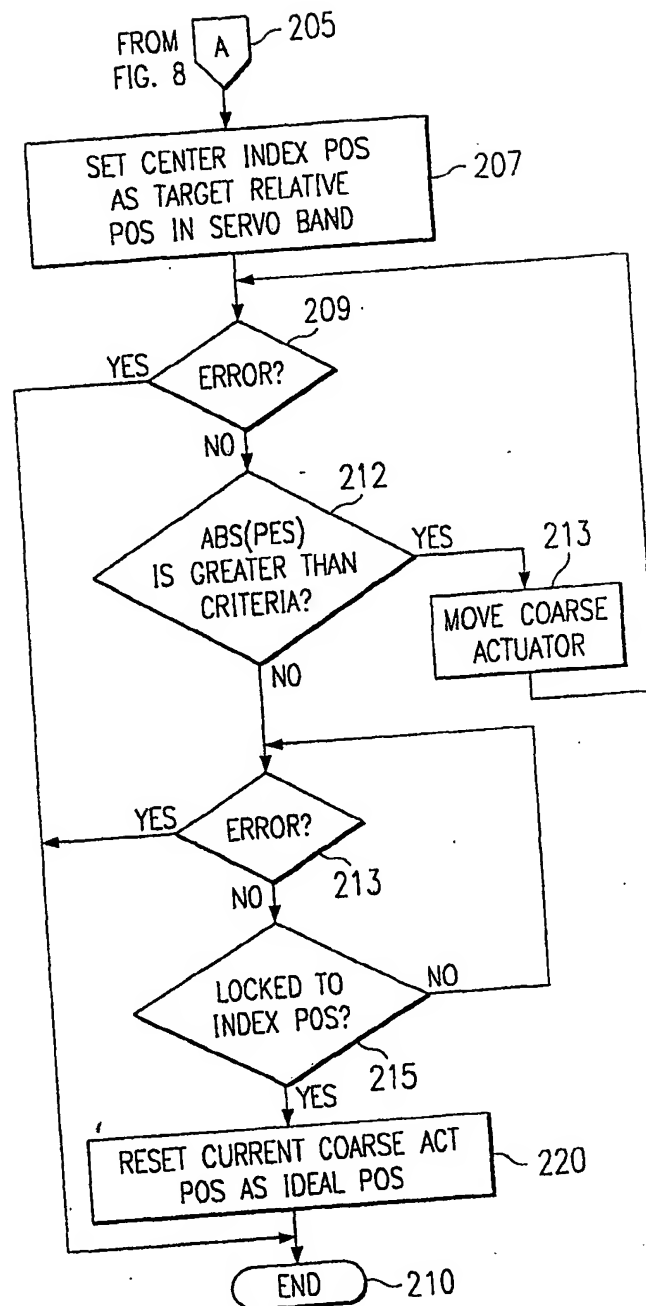 FROM
FIG. 8
A
205
SET CENTER INDEX POS
AS TARGET RELATIVE
POS IN SERVO BAND
207
209
YES
ERROR?
NO
212
ABS(PES)
IS GREATER THAN
CRITERIA?
YES
213
MOVE COARSE
ACTUATOR
NO
YES
ERROR?
213
NO
LOCKED TO
INDEX POS?
NO
215
YES
RESET CURRENT COARSE ACT
POS AS IDEAL POS
220
END
210